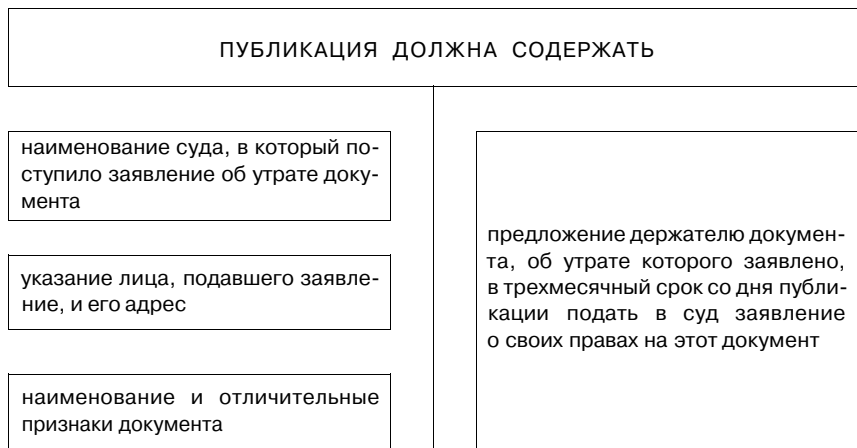 ПУБЛИКАЦИЯ ДОЛЖНА СОДЕРЖАТЬ
наименование суда, в который по-
ступило заявление об утрате доку-
мента
указание лица, подавшего заявле-
ние, и его адрес
наименование и отличительные
признаки документа
предложение держателю докумен-
та, об утрате которого заявлено,
в трехмесячный срок со дня публи-
кации подать в суд заявление
о своих правах на этот документ